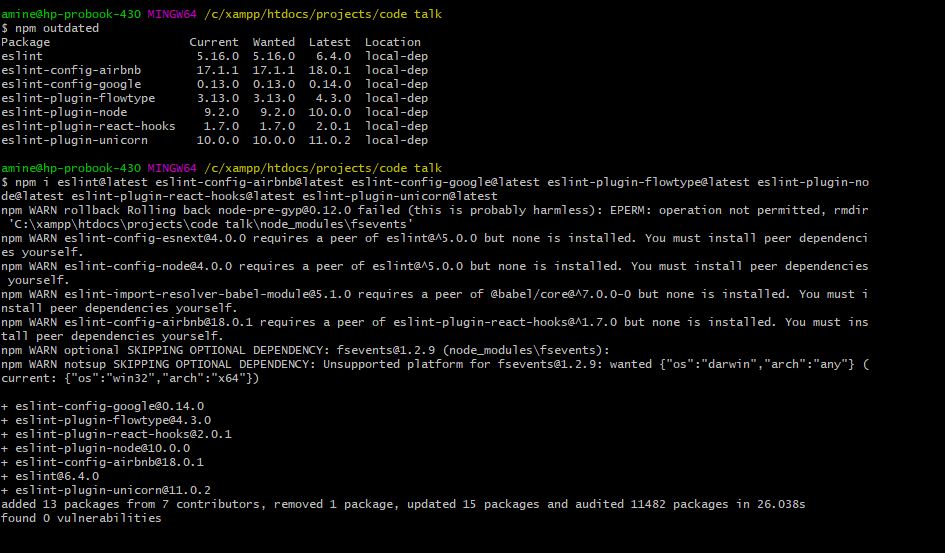 amine@hp-probook-430 MINGW64 /c/xampp/htdocs/projects/code talk
$ npm outdated
Package                     Current  Wanted  Latest  Location
eslint                       5.16.0  5.16.0   6.4.0  local-dep
eslint-config-airbnb         17.1.1  17.1.1  18.0.1  local-dep
eslint-config-google         0.13.0  0.13.0  0.14.0  local-dep
eslint-plugin-flowtype       3.13.0  3.13.0   4.3.0  local-dep
eslint-plugin-node            9.2.0   9.2.0  10.0.0  local-dep
eslint-plugin-react-hooks     1.7.0   1.7.0   2.0.1  local-dep
eslint-plugin-unicorn        10.0.0  10.0.0  11.0.2  local-dep
amine@hp-probook-430 MINGW64 /c/xampp/htdocs/projects/code talk
$ npm i eslint@latest eslint-config-airbnb@latest eslint-config-google@latest eslint-plugin-flowtype@latest eslint-plugin-no
de@latest eslint-plugin-react-hooks@latest eslint-plugin-unicorn@latest
npm WARN rollback Rolling back node-pre-gyp@0.12.0 failed (this is probably harmless): EPERM: operation not permitted, rmdir
 'C:\xampp\htdocs\projects\code talk\node_modules\fsevents'
npm WARN eslint-config-esnext@4.0.0 requires a peer of eslint@^5.0.0 but none is installed. You must install peer dependenci
es yourself.
npm WARN eslint-config-node@4.0.0 requires a peer of eslint@^5.0.0 but none is installed. You must install peer dependencies
 yourself.
npm WARN eslint-import-resolver-babel-module@5.1.0 requires a peer of @babel/core@^7.0.0-0 but none is installed. You must i
nstall peer dependencies yourself.
npm WARN eslint-config-airbnb@18.0.1 requires a peer of eslint-plugin-react-hooks@^1.7.0 but none is installed. You must ins
tall peer dependencies yourself.
npm WARN optional SKIPPING OPTIONAL DEPENDENCY: fsevents@1.2.9 (node_modules\fsevents):
npm WARN notsup SKIPPING OPTIONAL DEPENDENCY: Unsupported platform for fsevents@1.2.9: wanted {"os":"darwin","arch":"any"} (
current: {"os":"win32","arch":"x64"})
+ eslint-config-google@0.14.0
+ eslint-plugin-flowtype@4.3.0
+ eslint-plugin-react-hooks@2.0.1
+ eslint-plugin-node@10.0.0
+ eslint-config-airbnb@18.0.1
+ eslint@6.4.0
+ eslint-plugin-unicorn@11.0.2
added 13 packages from 7 contributors, removed 1 package, updated 15 packages and audited 11482 packages in 26.038s
found 0 vulnerabilities